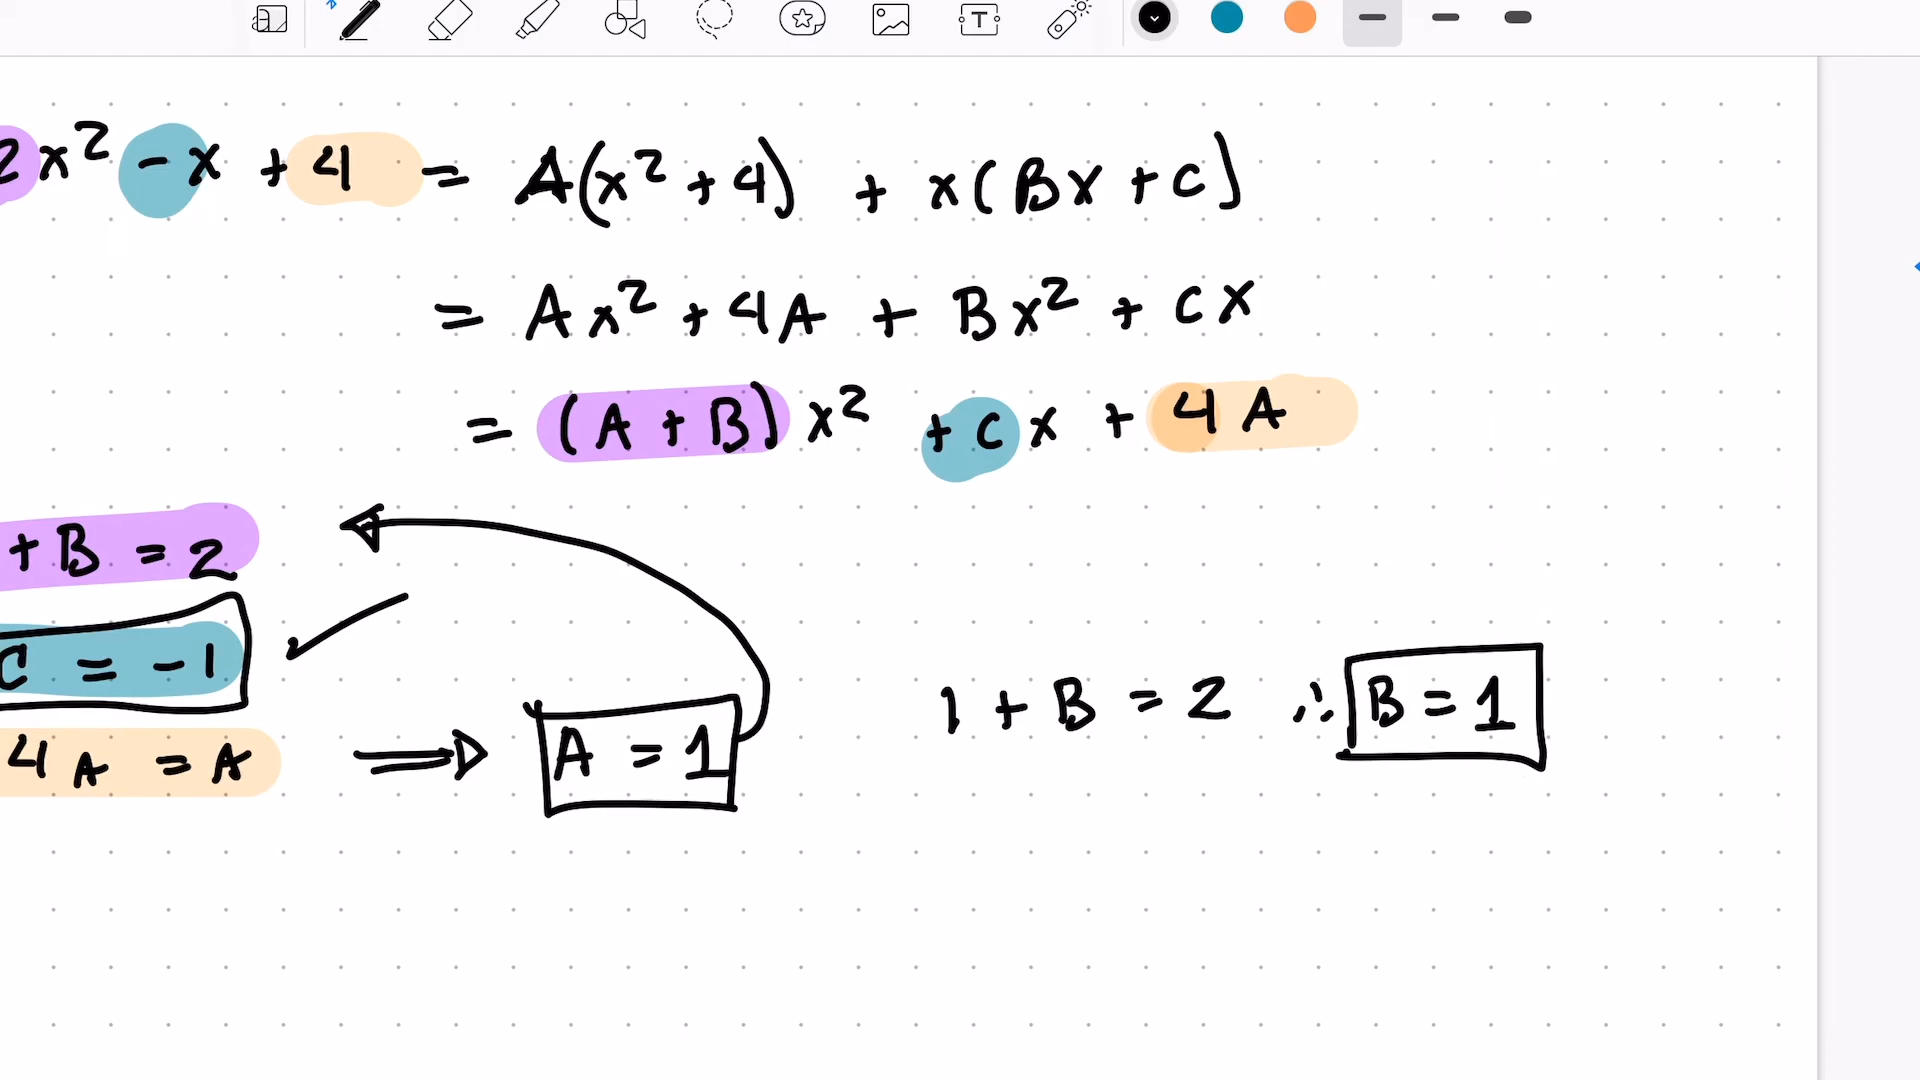 2x² - x + 4 = A(x² + 4) + x(Bx + C)
= Ax² + 4A + Bx² + Cx
= (A + B)x² + Cx + 4A
+ B = 2
C = -1
4A = A
A = 1
1 + B = 2 ∴ B = 1